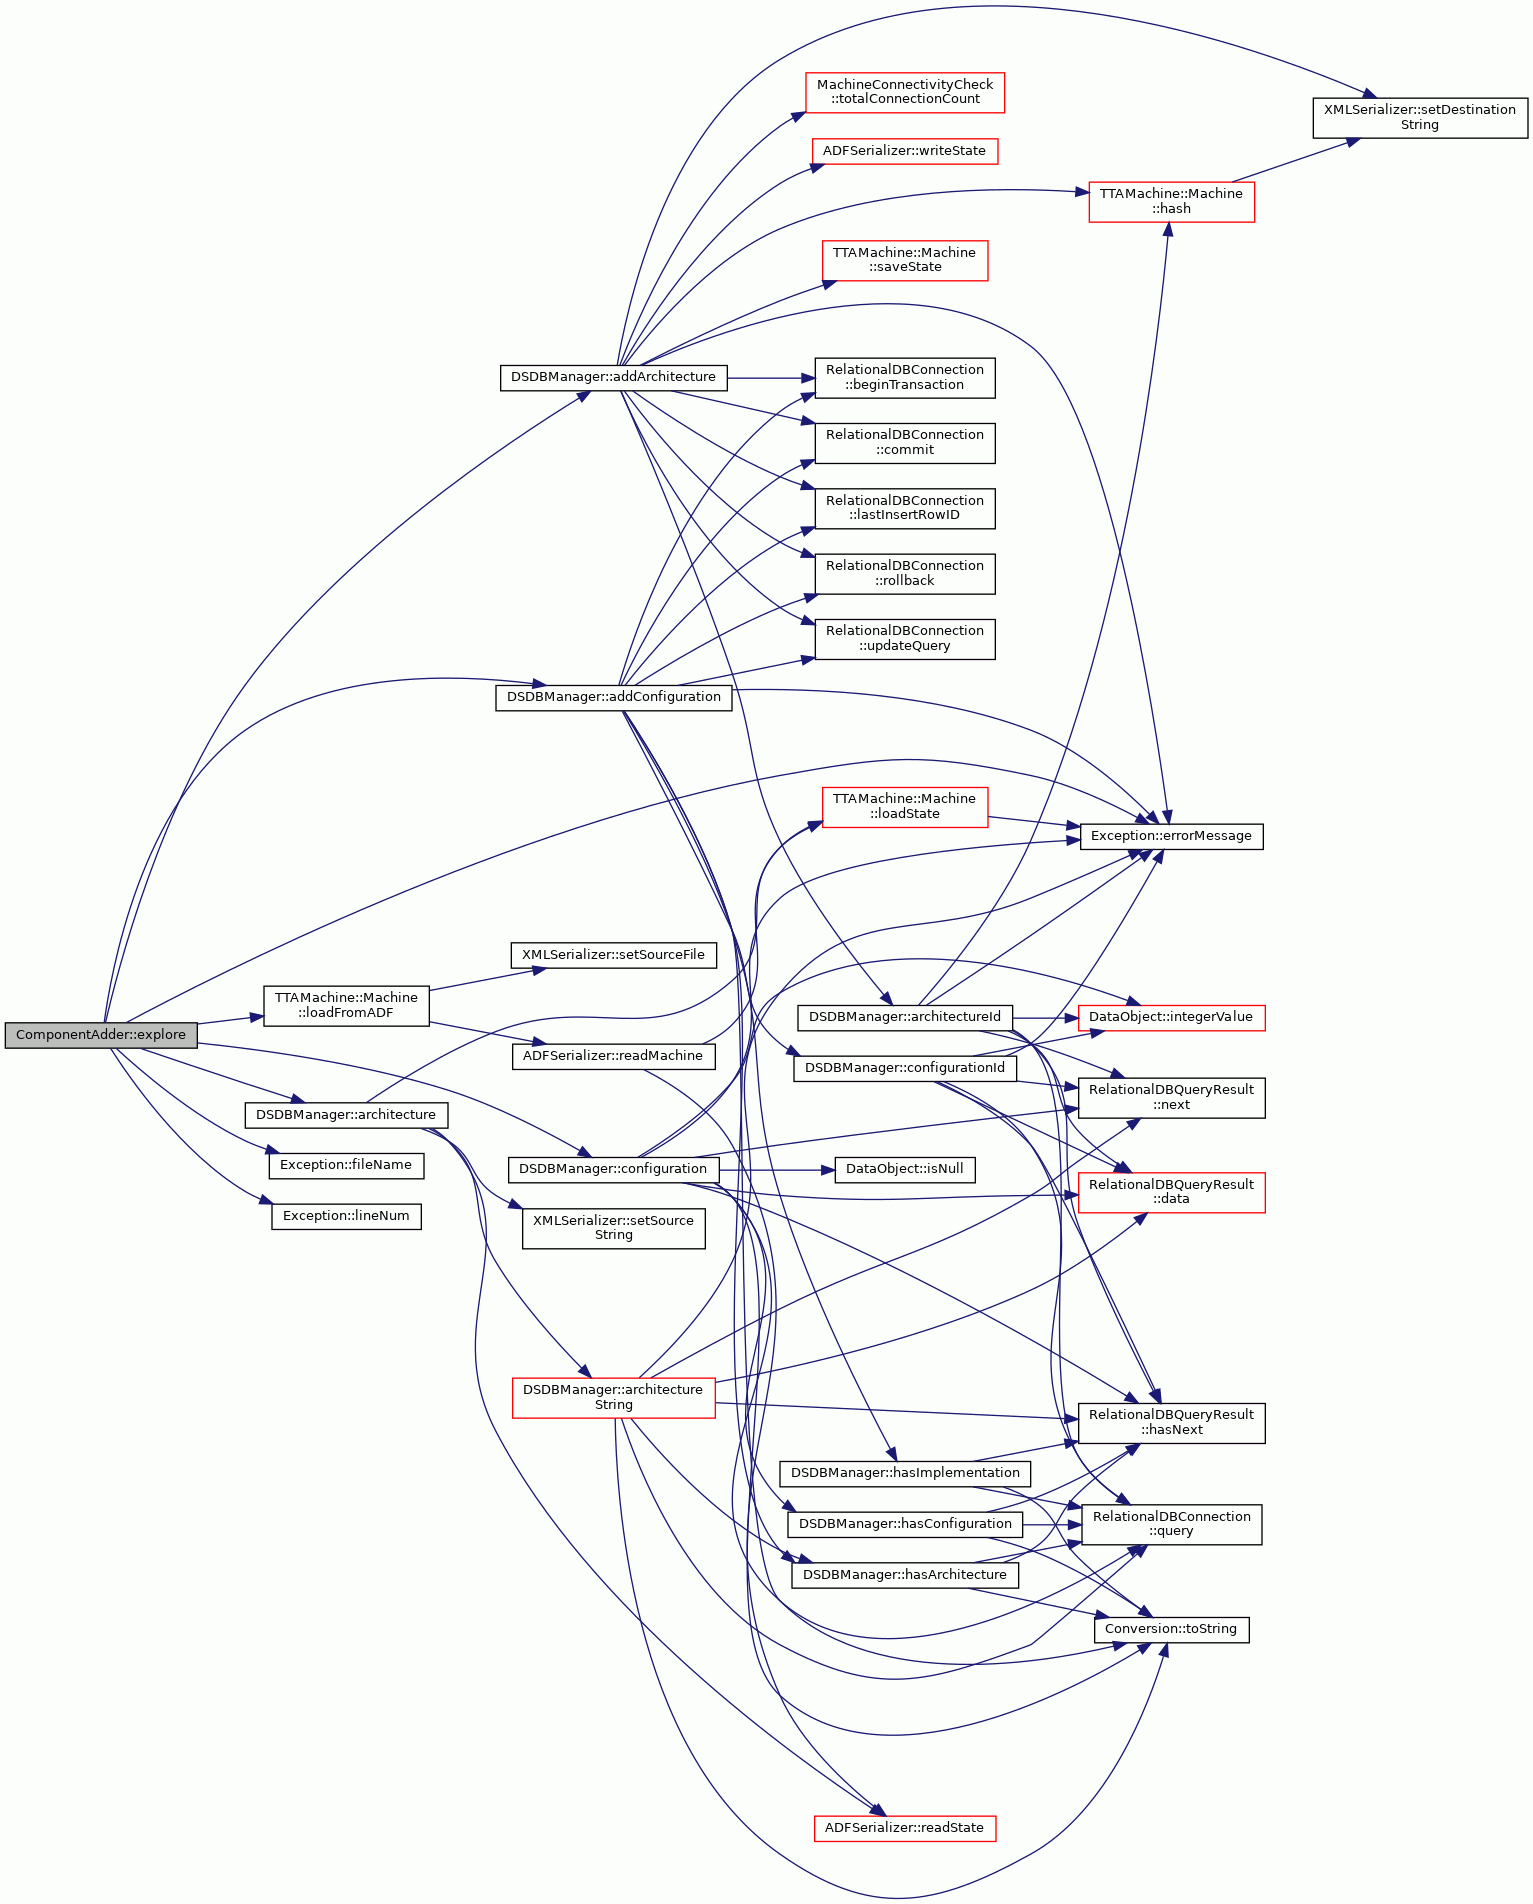 MachineConnectivityCheck
::totalConnectionCount
XMLSerializer::setDestination
String
ADFSerializer::writeState
TTAMachine::Machine
::hash
TTAMachine::Machine
::saveState
DSDBManager::addArchitecture
RelationalDBConnection
::beginTransaction
RelationalDBConnection
::commit
RelationalDBConnection
::lastInsertRowID
RelationalDBConnection
::rollback
RelationalDBConnection
::updateQuery
DSDBManager::addConfiguration
TTAMachine::Machine
::loadState
Exception::errorMessage
XMLSerializer::setSourceFile
TTAMachine::Machine
::loadFromADF
DSDBManager::architectureId
DataObject::integerValue
ComponentAdder::explore
ADFSerializer::readMachine
DSDBManager::configurationId
RelationalDBQueryResult
::next
DSDBManager::architecture
Exception::fileName
DSDBManager::configuration
DataObject::isNull
RelationalDBQueryResult
::data
Exception::lineNum
XMLSerializer::setSource
String
DSDBManager::architecture
String
RelationalDBQueryResult
::hasNext
DSDBManager::hasImplementation
DSDBManager::hasConfiguration
RelationalDBConnection
::query
DSDBManager::hasArchitecture
Conversion::toString
ADFSerializer::readState